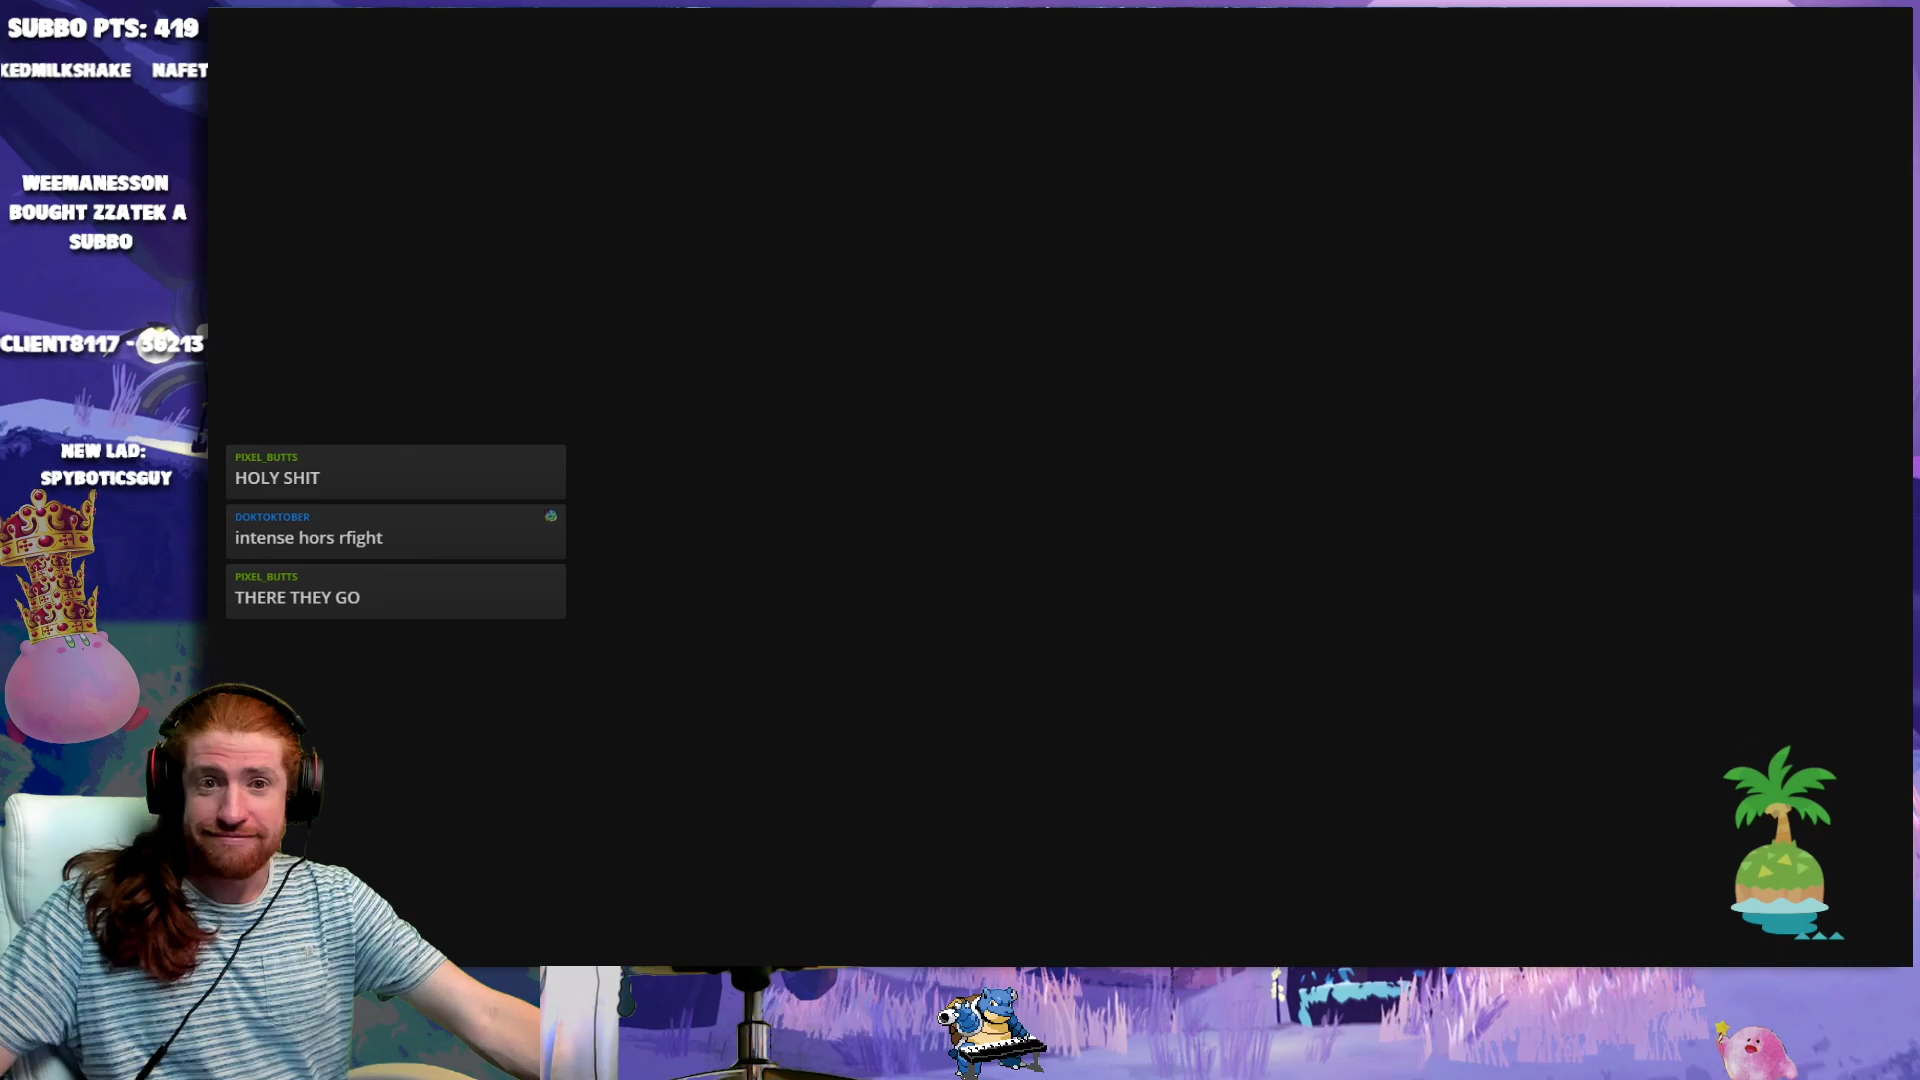 SUBBO PTS: 419
KEDMILKSHAKE NAFET
WEEMANESSON
BOUGHT ZZATEK A
SUBBO
CLIENT8117 - 36213
NEW LAD:
SPYBOTICSGUY
PIXEL_BUTTS
HOLY SHIT
DOKTOKTOBER
intense hors rfight
PIXEL_BUTTS
THERE THEY GO